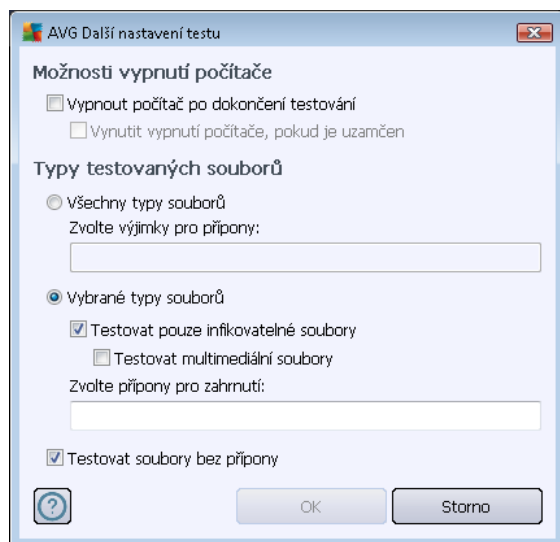 AVG Další nastavení testu
Možnosti vypnutí počítače
Vypnout počítač po dokončení testování
Vynutit vypnutí počítače, pokud je uzamčen
Typy testovaných souborů
Všechny typy souborů
Zvolte výjimky pro přípony:
Vybrané typy souborů
Testovat pouze infikovatelné soubory
Testovat multimediální soubory
Zvolte přípony pro zahrnutí:
Testovat soubory bez přípony
?
OK
Storno